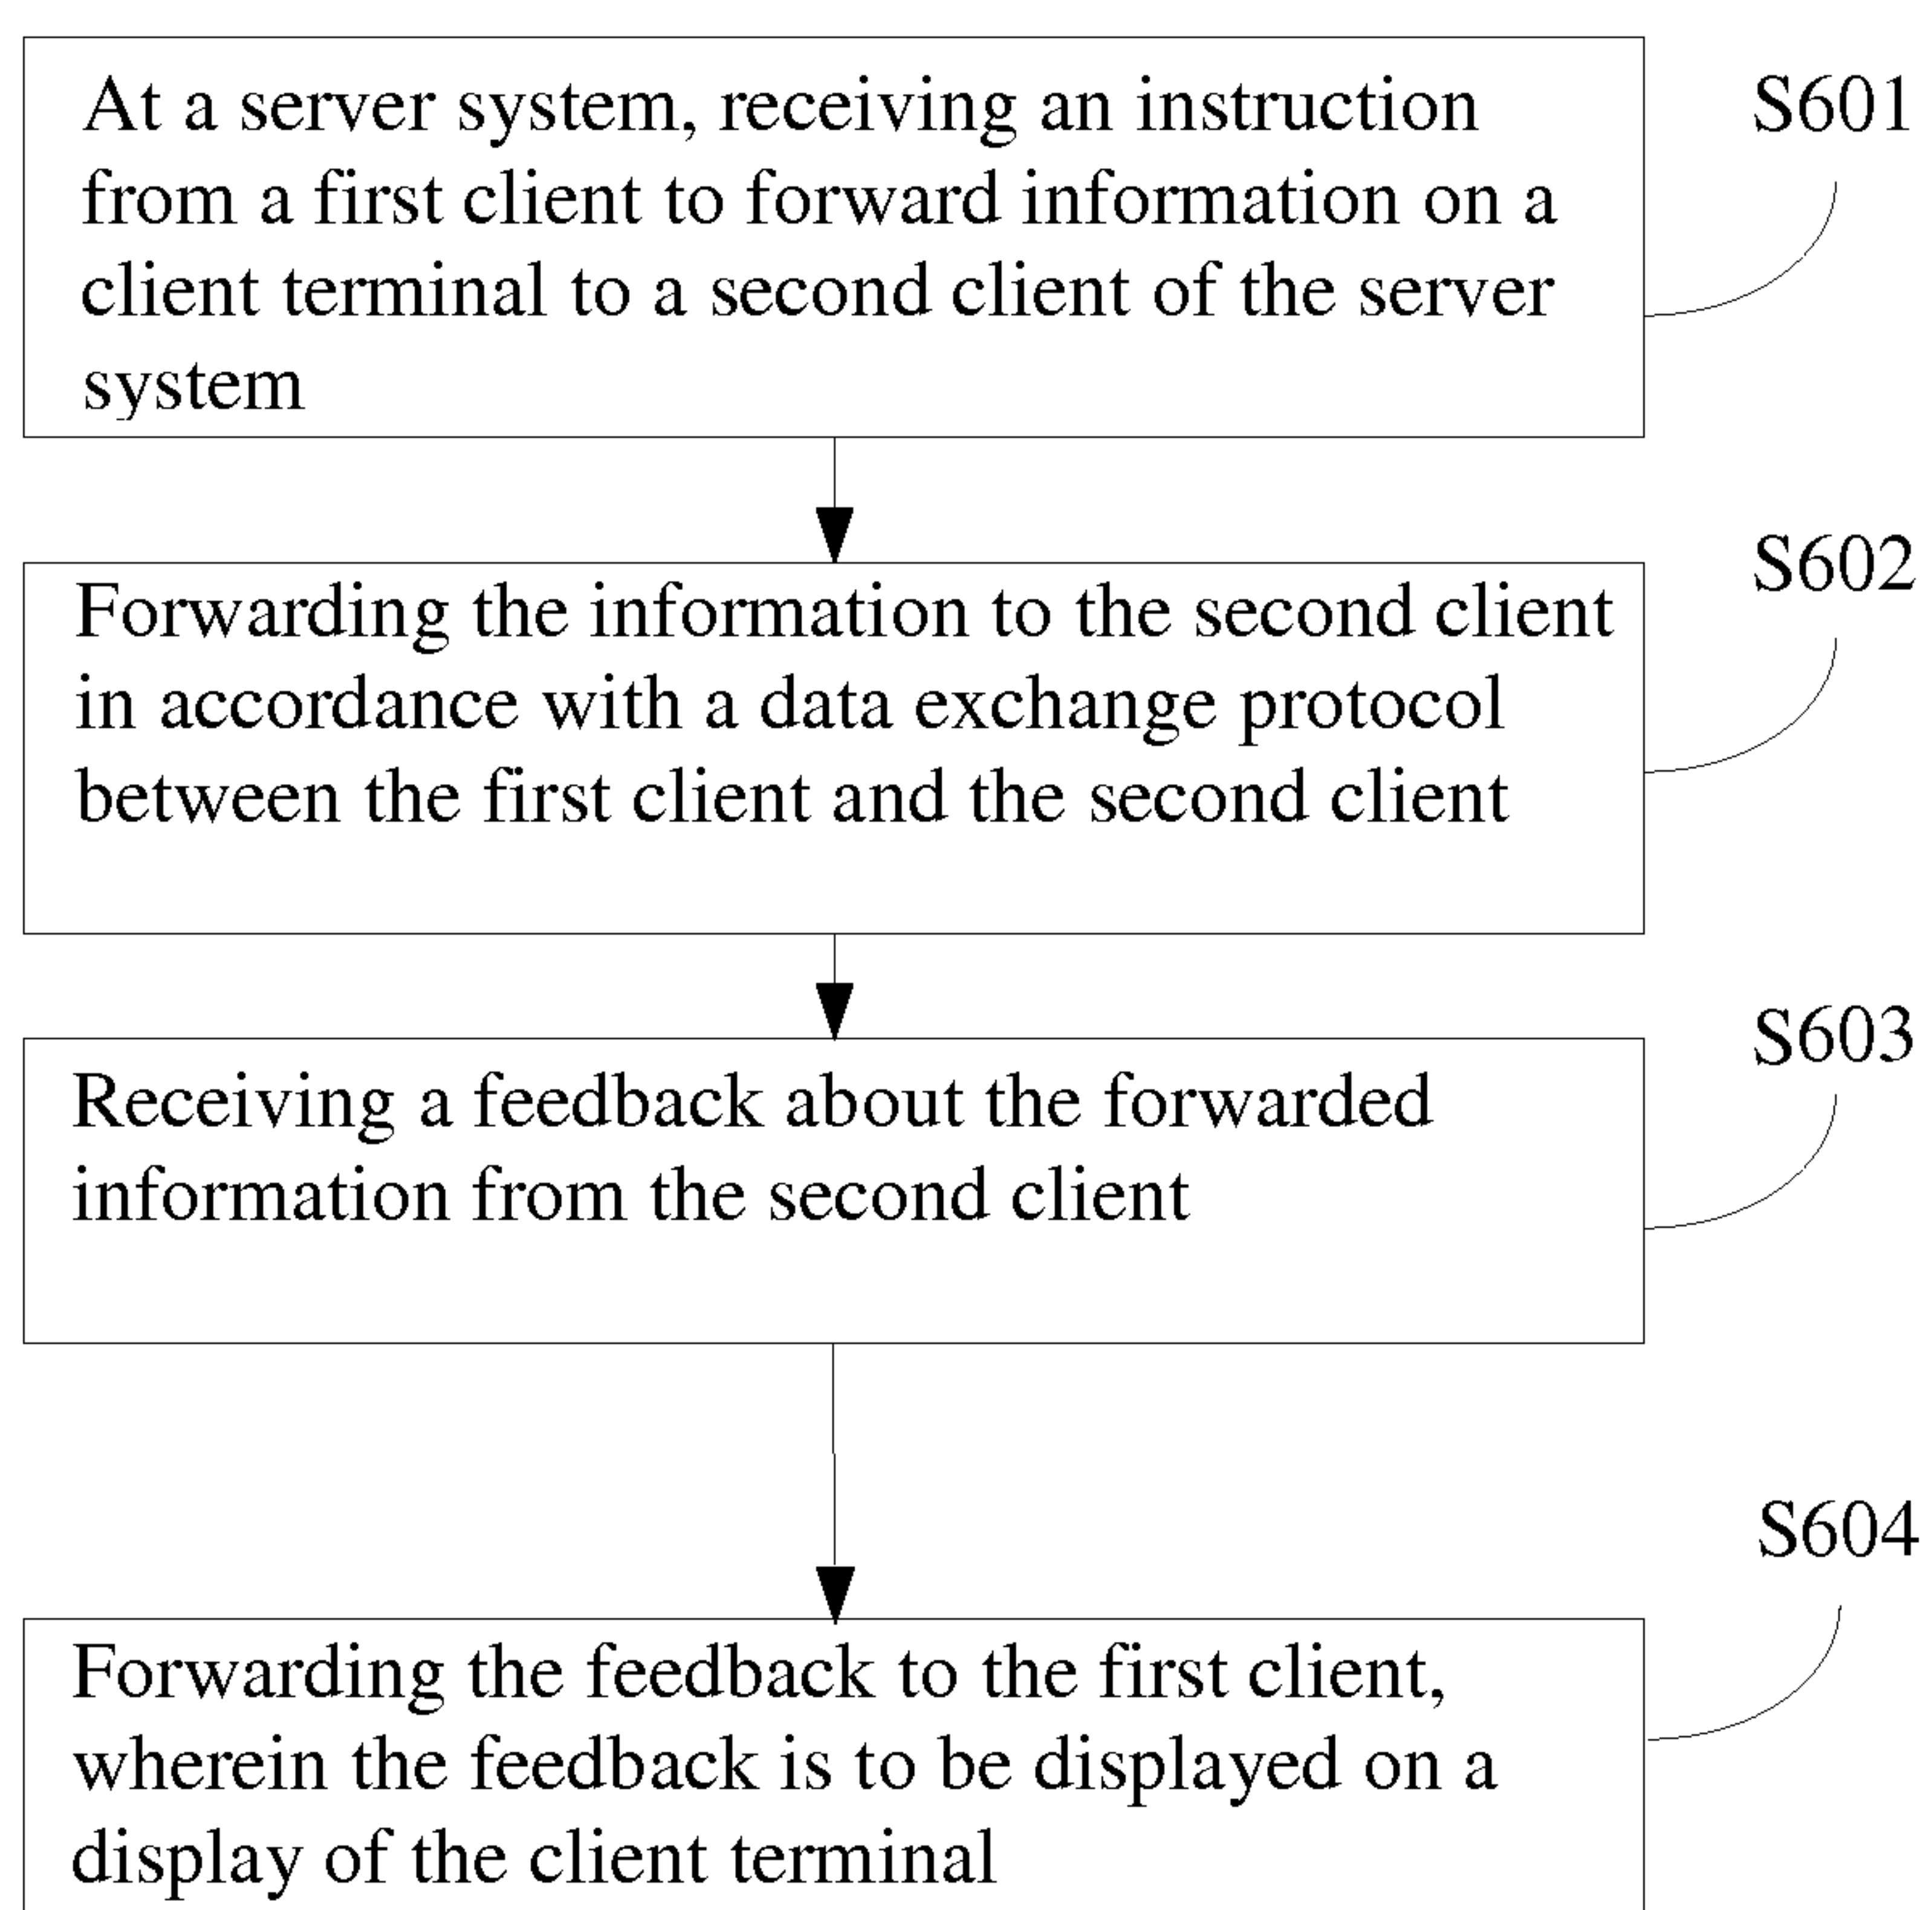 At a server system, receiving an instruction
from a first client to forward information on a
client terminal to a second client of the server
system
S601
Forwarding the information to the second client
in accordance with a data exchange protocol
between the first client and the second client
S602
Receiving a feedback about the forwarded
information from the second client
S603
Forwarding the feedback to the first client,
wherein the feedback is to be displayed on a
display of the client terminal
S604